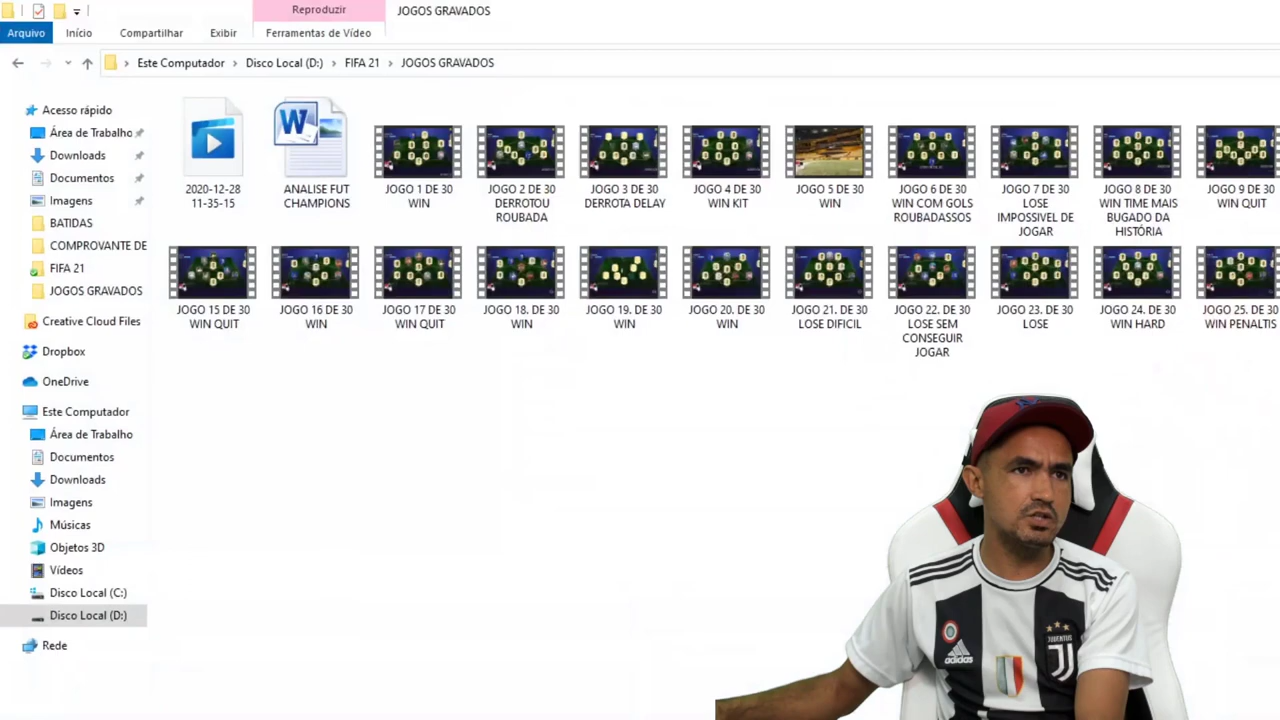 Reproduzir
JOGOS GRAVADOS
Arquivo
Início
Compartilhar
Exibir
Ferramentas de Vídeo
Este Computador
Disco Local (D:)
FIFA 21
JOGOS GRAVADOS
Acesso rápido
Área de Trabalho
Downloads
Documentos
Imagens
BATIDAS
COMPROVANTE DE
FIFA 21
JOGOS GRAVADOS
Creative Cloud Files
Dropbox
OneDrive
Este Computador
Área de Trabalho
Documentos
Downloads
Imagens
Músicas
Objetos 3D
Vídeos
Disco Local (C:)
Disco Local (D:)
Rede
2020-12-28
11-35-15
W
ANALISE FUT
CHAMPIONS
JOGO 1 DE 30
WIN
JOGO 2 DE 30
DERROTOU
ROUBADA
JOGO 3 DE 30
DERROTA DELAY
JOGO 4 DE 30
WIN KIT
JOGO 5 DE 30
WIN
JOGO 6 DE 30
WIN COM GOLS
ROUBADASSOS
JOGO 7 DE 30
LOSE
IMPOSSIVEL DE
JOGAR
JOGO 8 DE 30
WIN TIME MAIS
BUGADO DA
HISTÓRIA
JOGO 9 DE 30
WIN QUIT
JOGO 15 DE 30
WIN QUIT
JOGO 16 DE 30
WIN
JOGO 17 DE 30
WIN QUIT
JOGO 18. DE 30
WIN
JOGO 19. DE 30
WIN
JOGO 20. DE 30
WIN
JOGO 21. DE 30
LOSE DIFICIL
JOGO 22. DE 30
LOSE SEM
CONSEGUIR
JOGAR
JOGO 23. DE 30
LOSE
JOGO 24. DE 30
WIN HARD
JOGO 25. DE 30
WIN PENALTIS
adidas
JUVENTUS